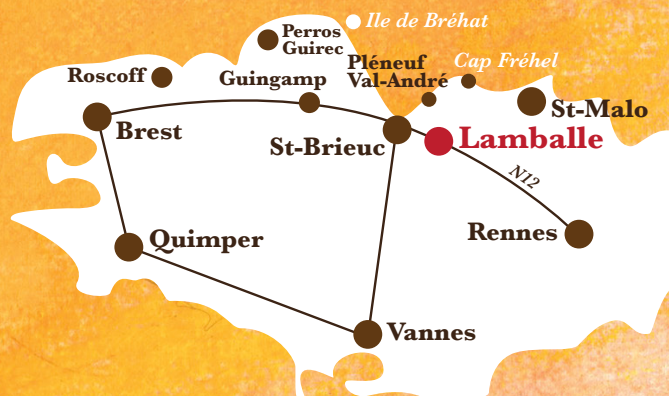 Ile de Bréhat
Perros
Guirec
Pléneuf
Val-André
Cap Fréhel
Roscoff
Guingamp
St-Malo
Brest
St-Brieuc
Lamballe
N12
Quimper
Rennes
Vannes